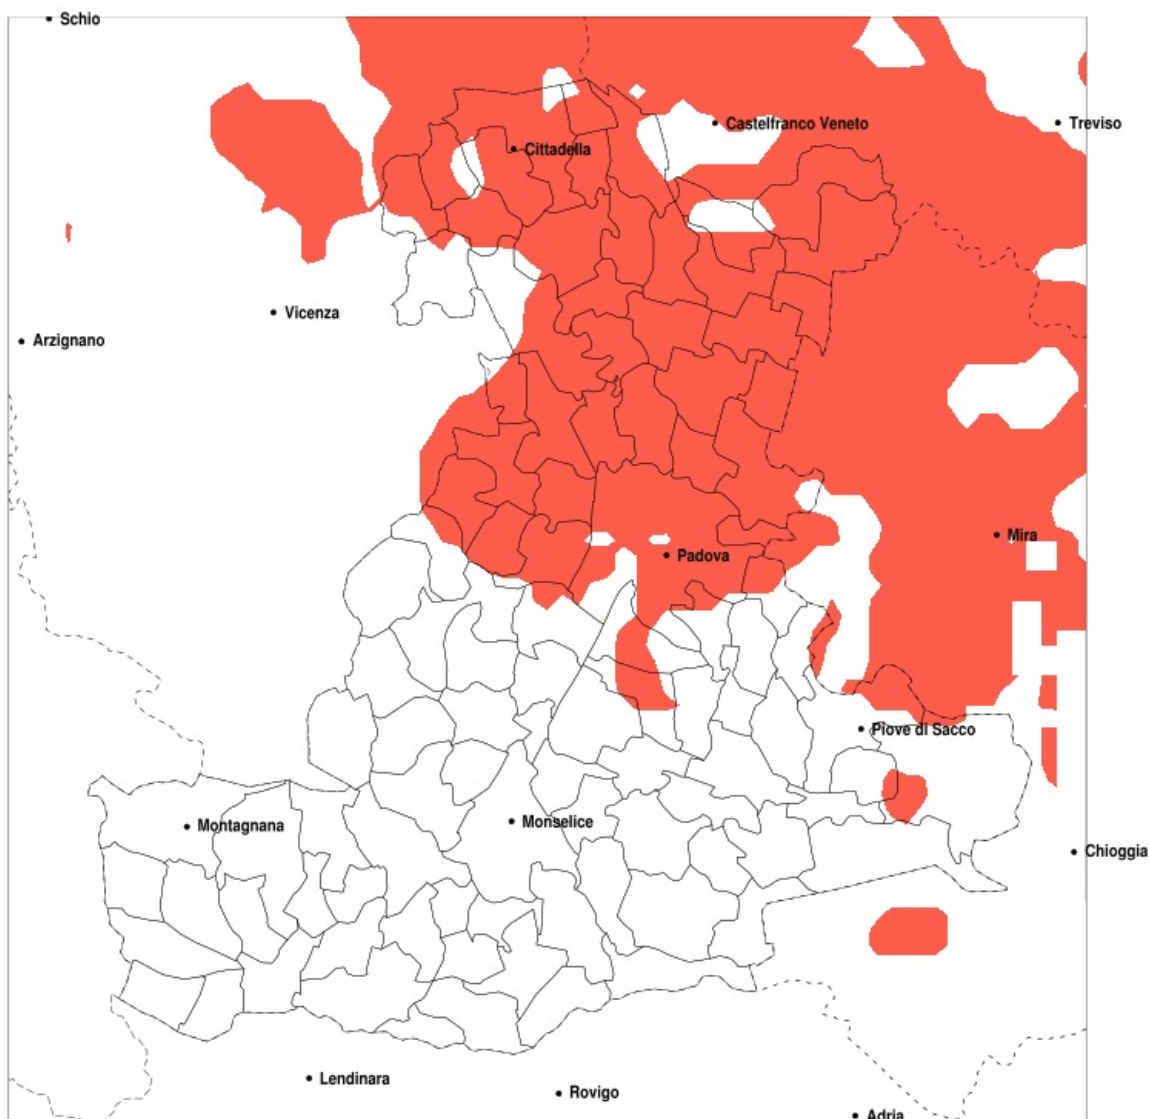 Schio
Castelfranco Veneto
Treviso
Cittadella
Vicenza
Arzignano
Mira
Padova
Piove di Sacco
Montagnana
Monselice
Chioggia
Lendinara
Rovigo
Adria